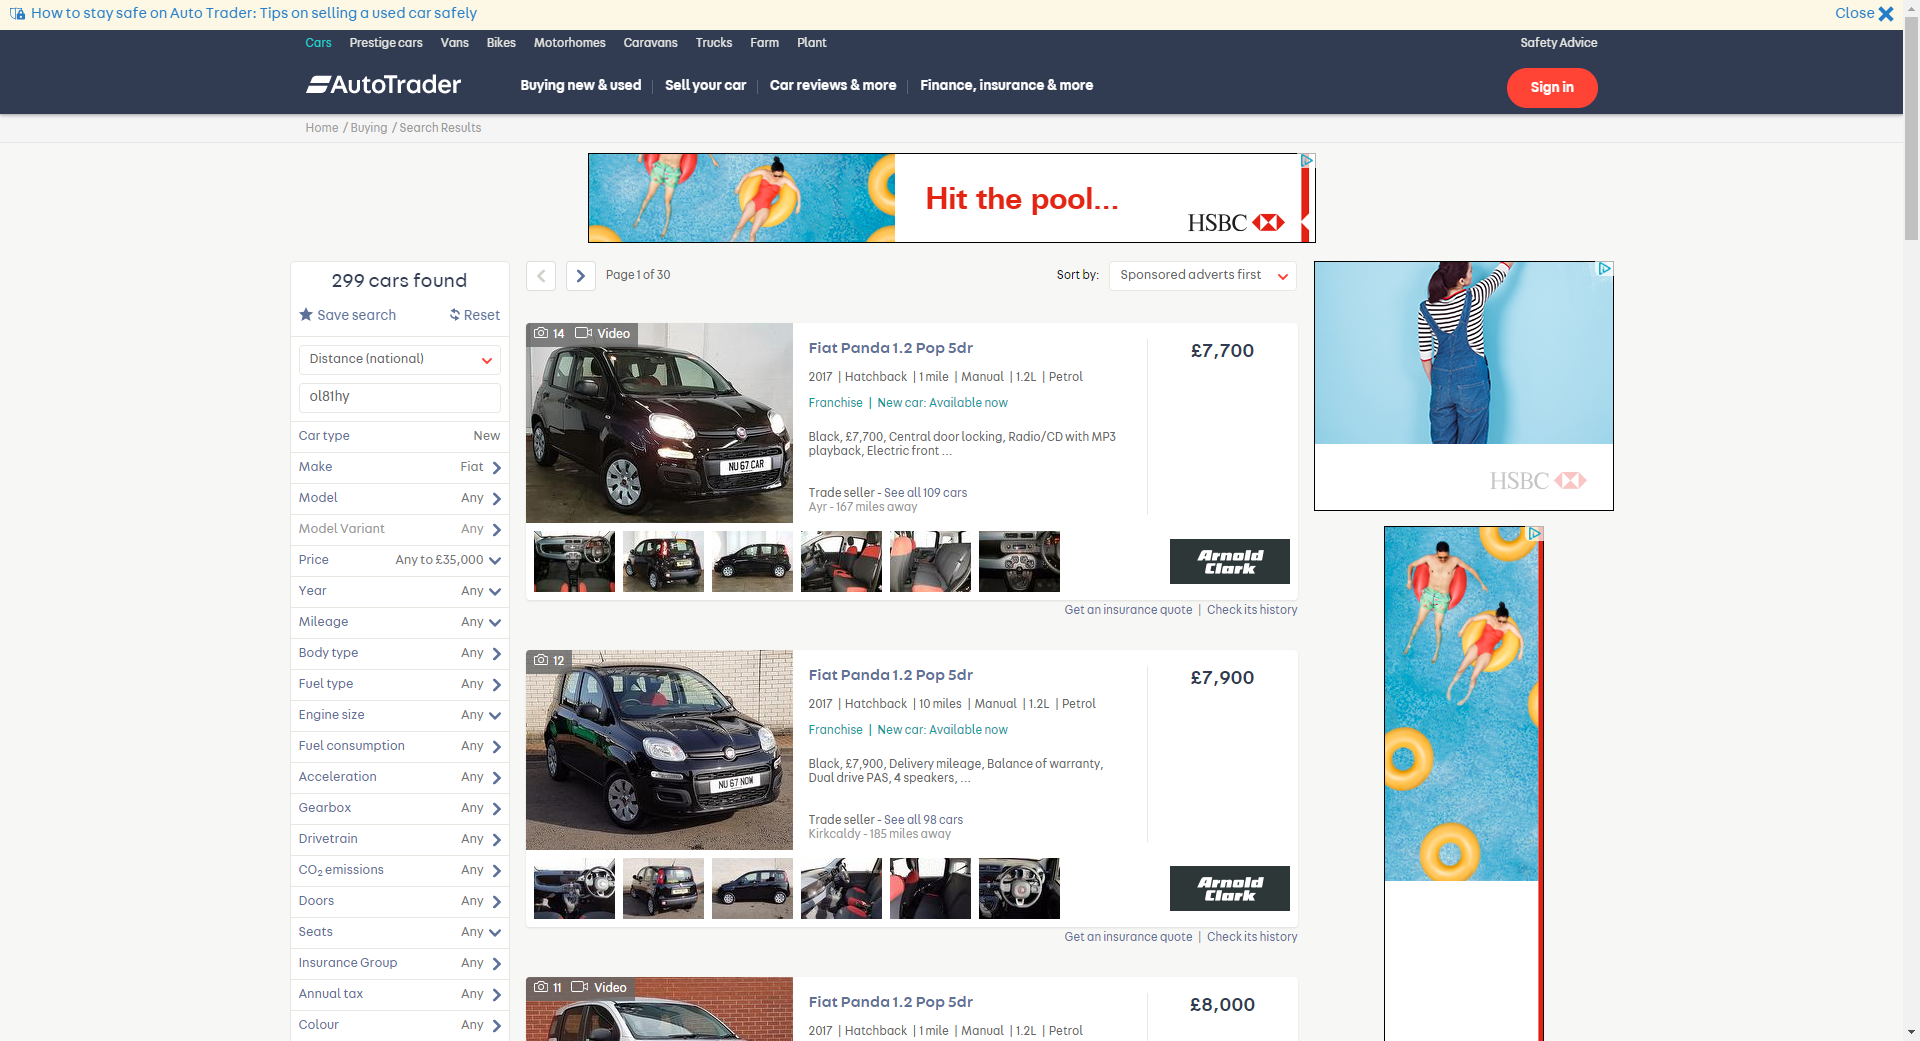 How to stay safe on Auto Trader: Tips on selling a used car safely
Close
Cars Prestige cars Vans Bikes Motorhomes Caravans Trucks Farm Plant
Safety Advice
AutoTrader
Buying new & used Sell your car Car reviews & more Finance, insurance & more
Sign in
Home / Buying / Search Results
Hit the pool...
HSBC
299 cars found
Save search
Reset
Distance (national)
ol81hy
Car type New
Make Fiat
Model Any
Model Variant Any
Price Any to £35,000
Year Any
Mileage Any
Body type Any
Fuel type Any
Engine size Any
Fuel consumption Any
Acceleration Any
Gearbox Any
Drivetrain Any
CO2 emissions Any
Doors Any
Seats Any
Insurance Group Any
Annual tax Any
Colour Any
Page 1 of 30
Sort by: Sponsored adverts first
14 Video
NU 67 CAR
Fiat Panda 1.2 Pop 5dr
£7,700
2017 | Hatchback | 1 mile | Manual | 1.2L | Petrol
Franchise | New car: Available now
Black, £7,700, Central door locking, Radio/CD with MP3
playback, Electric front ...
Trade seller - See all 109 cars
Ayr - 167 miles away
Arnold
Clark
Get an insurance quote | Check its history
12
NU 67 NOW
Fiat Panda 1.2 Pop 5dr
£7,900
2017 | Hatchback | 10 miles | Manual | 1.2L | Petrol
Franchise | New car: Available now
Black, £7,900, Delivery mileage, Balance of warranty,
Dual drive PAS, 4 speakers, ...
Trade seller - See all 98 cars
Kirkcaldy - 185 miles away
Arnold
Clark
Get an insurance quote | Check its history
11 Video
Fiat Panda 1.2 Pop 5dr
£8,000
2017 | Hatchback | 1 mile | Manual | 1.2L | Petrol
HSBC